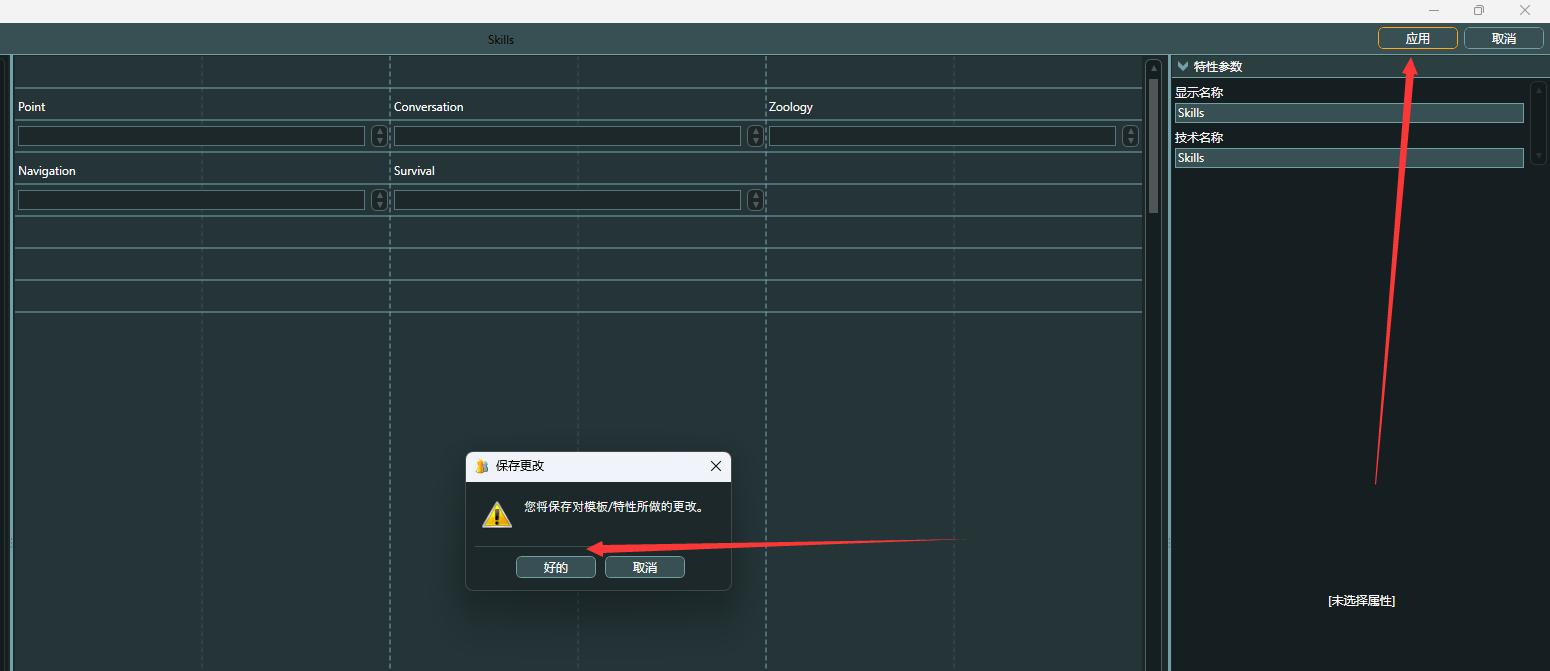 Skills
应用
取消
Point
Conversation
Zoology
Navigation
Survival
特性参数
显示名称
Skills
技术名称
Skills
[未选择属性]
保存更改
您将保存对模板/特性所做的更改。
好的
取消